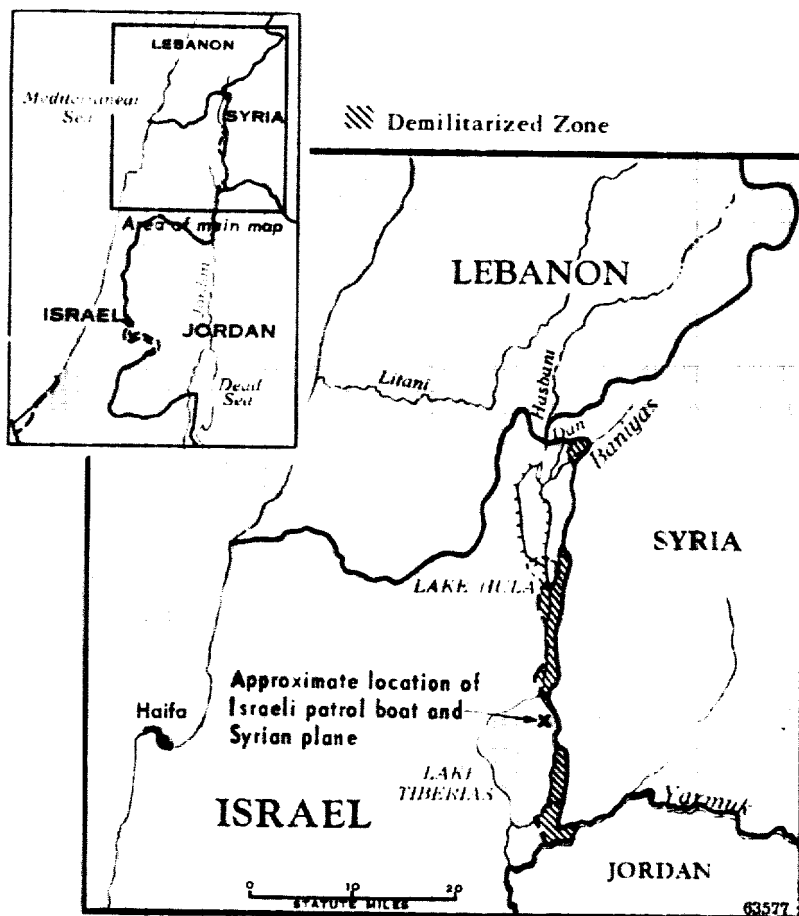 LEBANON
Mediterranean
Sea
SYRIA
Area of main map
ISRAEL
JORDAN
Jordan
Dead
Sea
Demilitarized Zone
LEBANON
Litani
Hasbani
Dan
Baniyas
SYRIA
LAKE HULA
Approximate location of
Israeli patrol boat and
Syrian plane
Haifa
LAKE
TIBERIAS
ISRAEL
Yarmuk
JORDAN
0 10 20
STATUTE MILES
63577